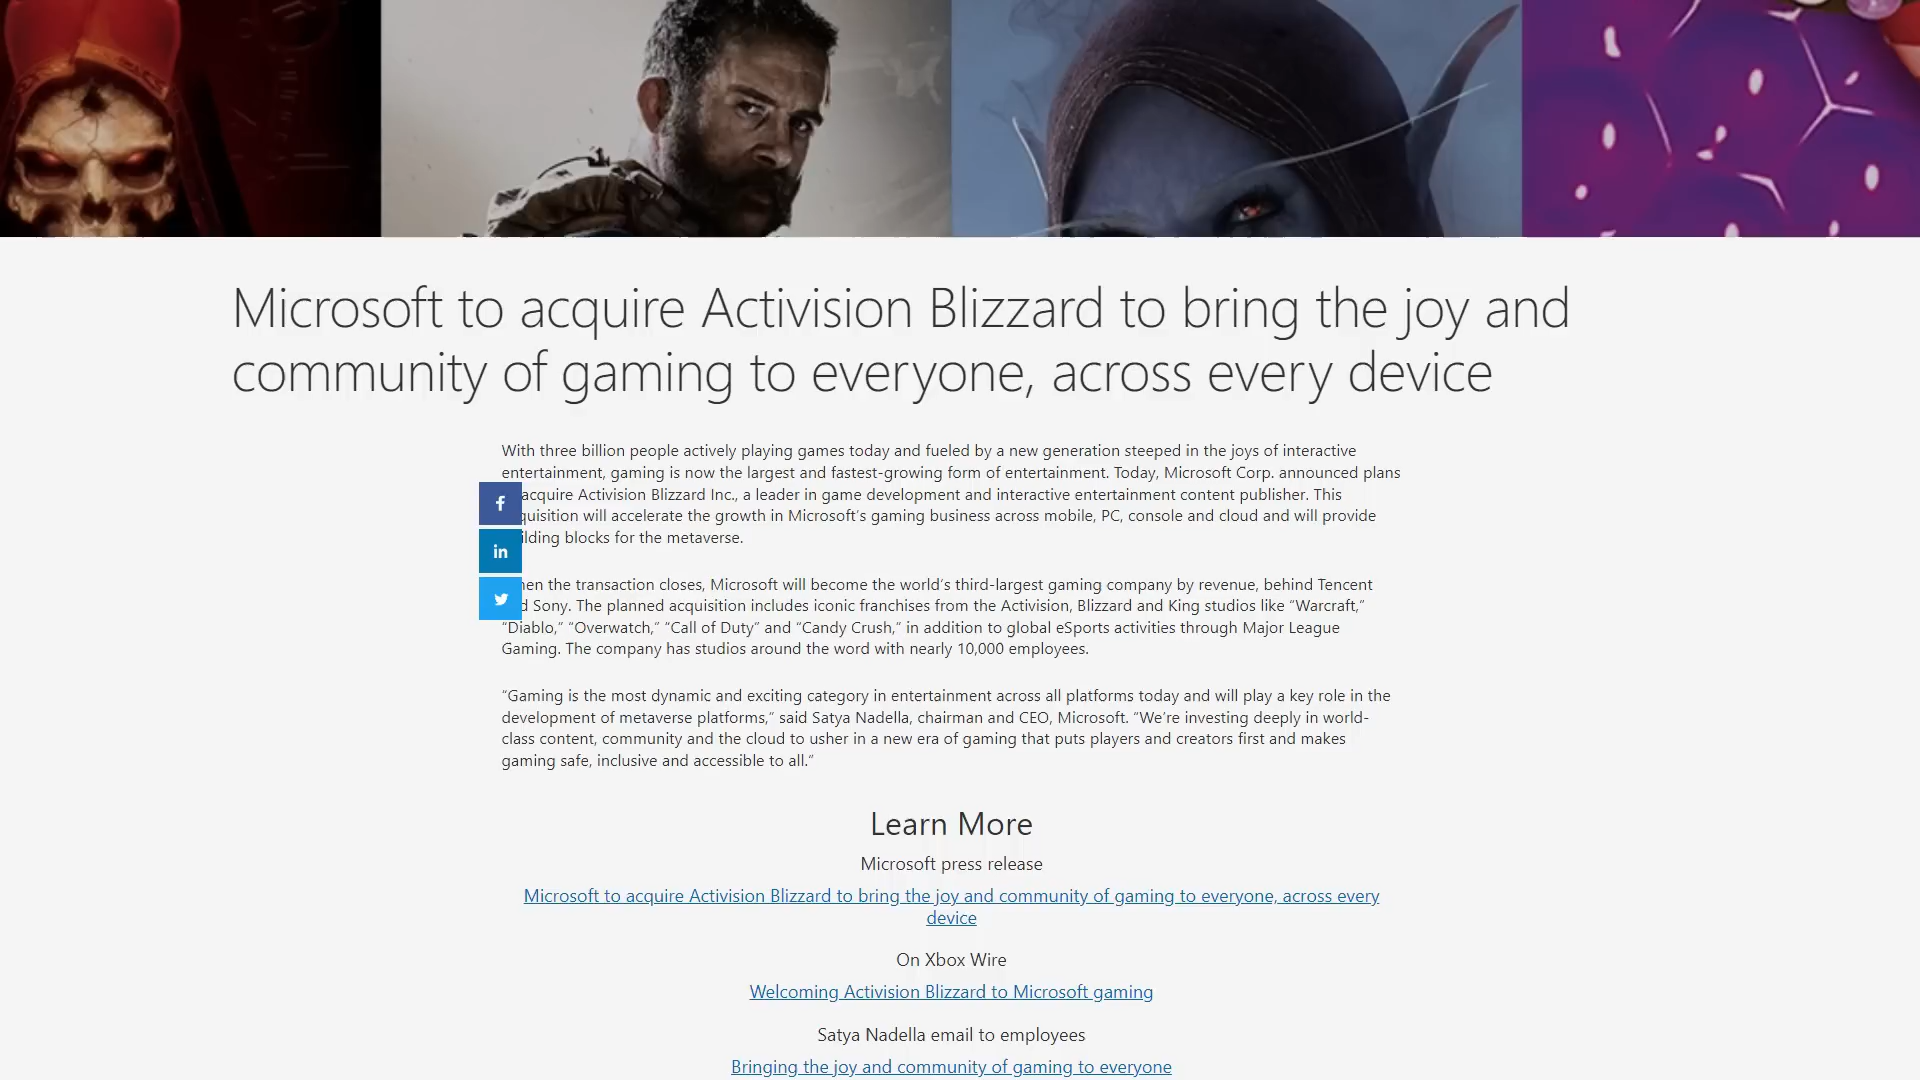 Microsoft to acquire Activision Blizzard to bring the joy and
community of gaming to everyone, across every device
With three billion people actively playing games today and fueled by a new generation steeped in the joys of interactive
entertainment, gaming is now the largest and fastest-growing form of entertainment. Today, Microsoft Corp. announced plans
acquire Activision Blizzard Inc., a leader in game development and interactive entertainment content publisher. This
quisition will accelerate the growth in Microsoft's gaming business across mobile, PC, console and cloud and will provide
ilding blocks for the metaverse.
en the transaction closes, Microsoft will become the world's third-largest gaming company by revenue, behind Tencent
d Sony. The planned acquisition includes iconic franchises from the Activision, Blizzard and King studios like “Warcraft,”
“Diablo,” “Overwatch,” “Call of Duty” and “Candy Crush,” in addition to global eSports activities through Major League
Gaming. The company has studios around the word with nearly 10,000 employees.
“Gaming is the most dynamic and exciting category in entertainment across all platforms today and will play a key role in the
development of metaverse platforms,” said Satya Nadella, chairman and CEO, Microsoft. “We're investing deeply in world-
class content, community and the cloud to usher in a new era of gaming that puts players and creators first and makes
gaming safe, inclusive and accessible to all.”
Learn More
Microsoft press release
Microsoft to acquire Activision Blizzard to bring the joy and community of gaming to everyone, across every
device
On Xbox Wire
Welcoming Activision Blizzard to Microsoft gaming
Satya Nadella email to employees
Bringing the joy and community of gaming to everyone